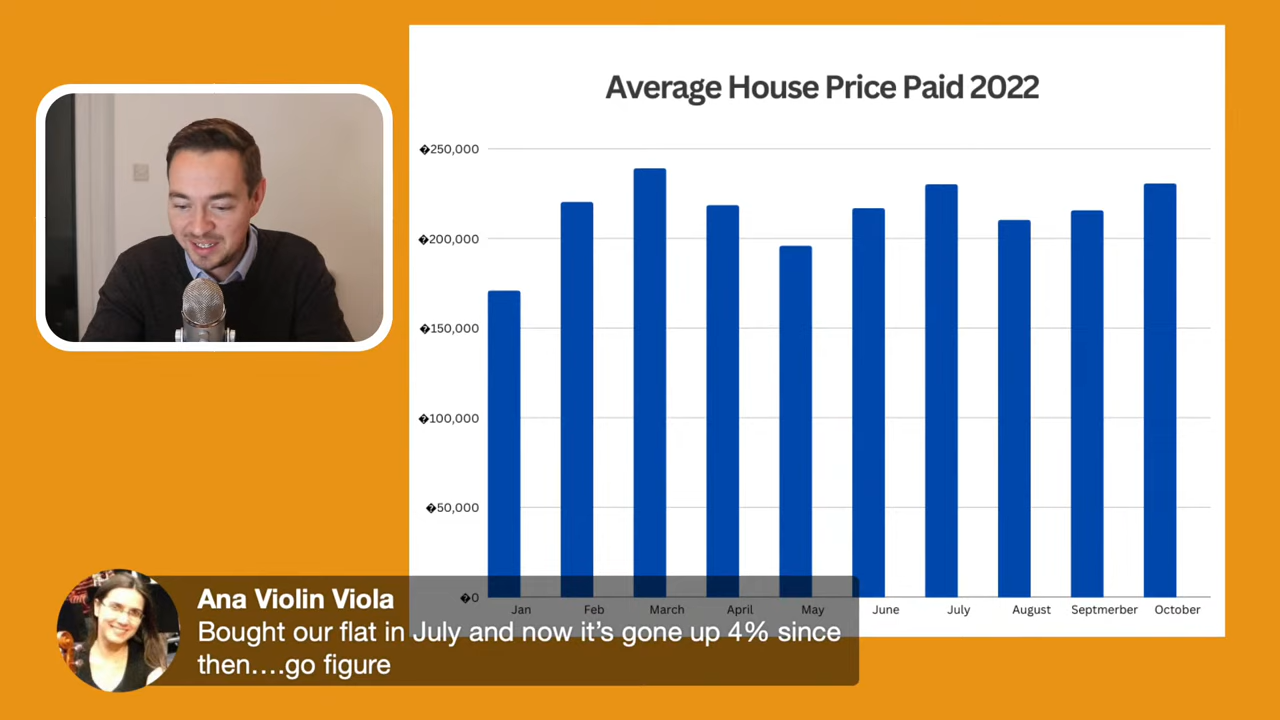 Average House Price Paid 2022
�250,000
�200,000
�150,000
�100,000
�50,000
�0
Jan
Feb
March
April
May
June
July
August
Septmerber
October
Ana Violin Viola
Bought our flat in July and now it’s gone up 4% since
then....go figure